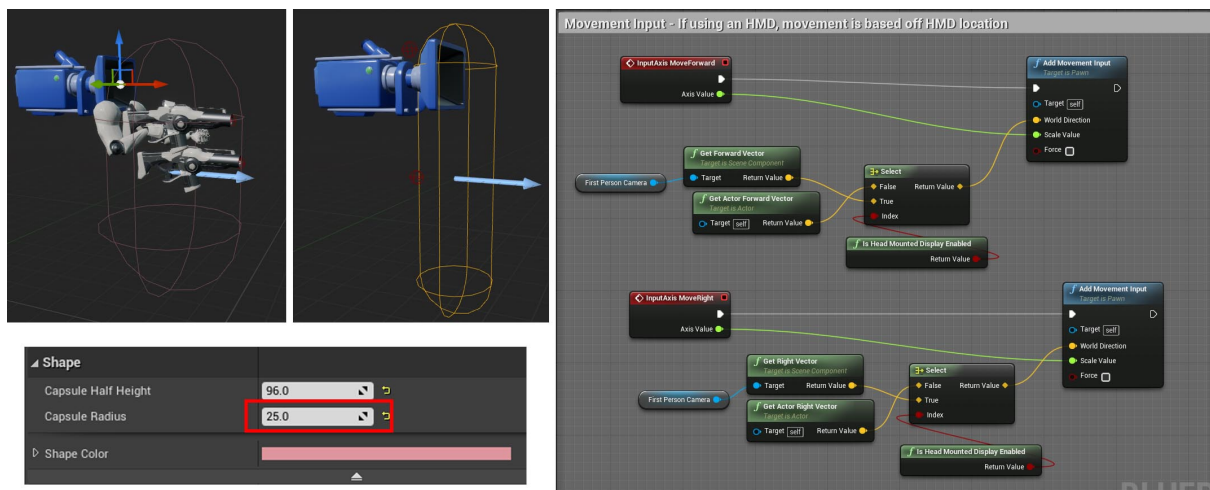 Shape
Capsule Half Height
96.0
Capsule Radius
25.0
Shape Color
Movement Input - If using an HMD, movement is based off HMD location
InputAxis MoveForward
Axis Value
Add Movement Input
Target is Pawn
Target self
World Direction
Scale Value
Force
First Person Camera
f Get Forward Vector
Target is Scene Component
Target Return Value
f Get Actor Forward Vector
Target is Actor
Target self Return Value
Select
False Return Value
True
Index
f Is Head Mounted Display Enabled
Return Value
InputAxis MoveRight
Axis Value
f Add Movement Input
Target is Pawn
Target self
World Direction
Scale Value
Force
First Person Camera
f Get Right Vector
Target is Scene Component
Target Return Value
f Get Actor Right Vector
Target is Actor
Target self Return Value
Select
False Return Value
True
Index
f Is Head Mounted Display Enabled
Return Value